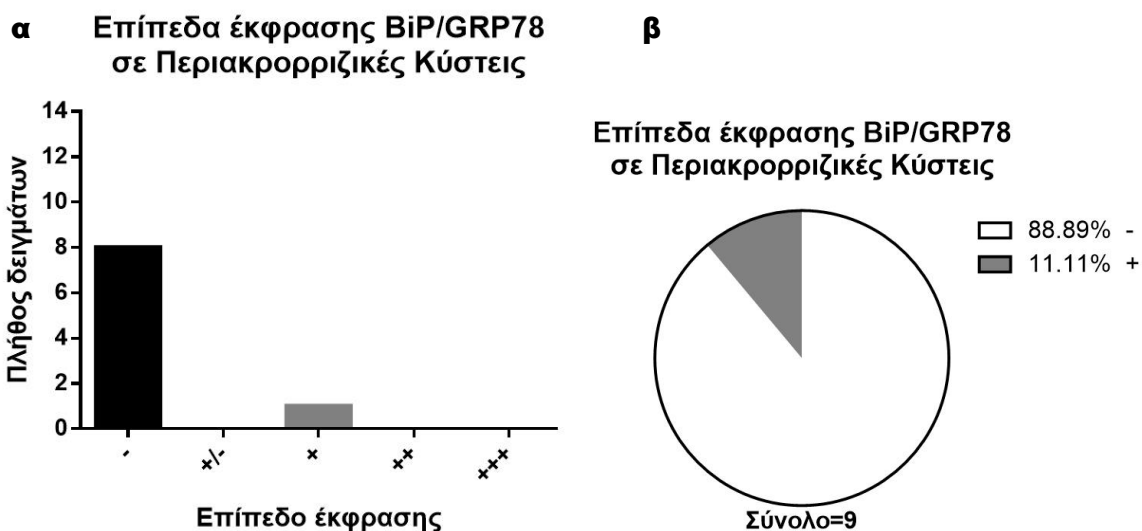 α
Επίπεδα έκφρασης BiP/GRP78
σε Περιακρορριζικές Κύστεις
Πλήθος δειγμάτων
14
12
10
8
6
4
2
0
-
+/-
+
++
+++
Επίπεδο έκφρασης
β
Επίπεδα έκφρασης BiP/GRP78
σε Περιακρορριζικές Κύστεις
88.89% -
11.11% +
Σύνολο=9